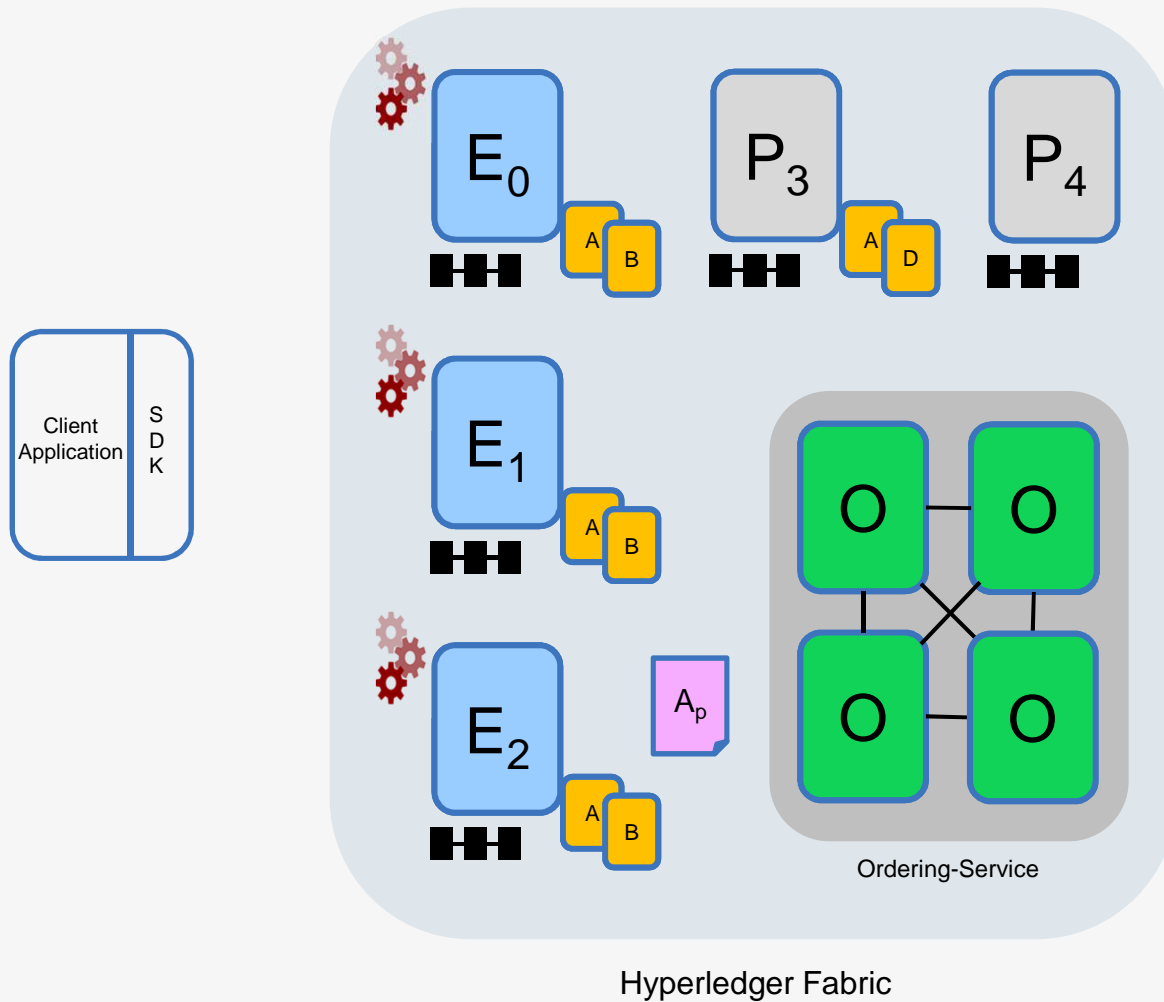 E0
A
B
P3
A
D
P4
Client
Application
S
D
K
E1
A
B
O
O
E2
A
B
Ap
O
O
Ordering-Service
Hyperledger Fabric